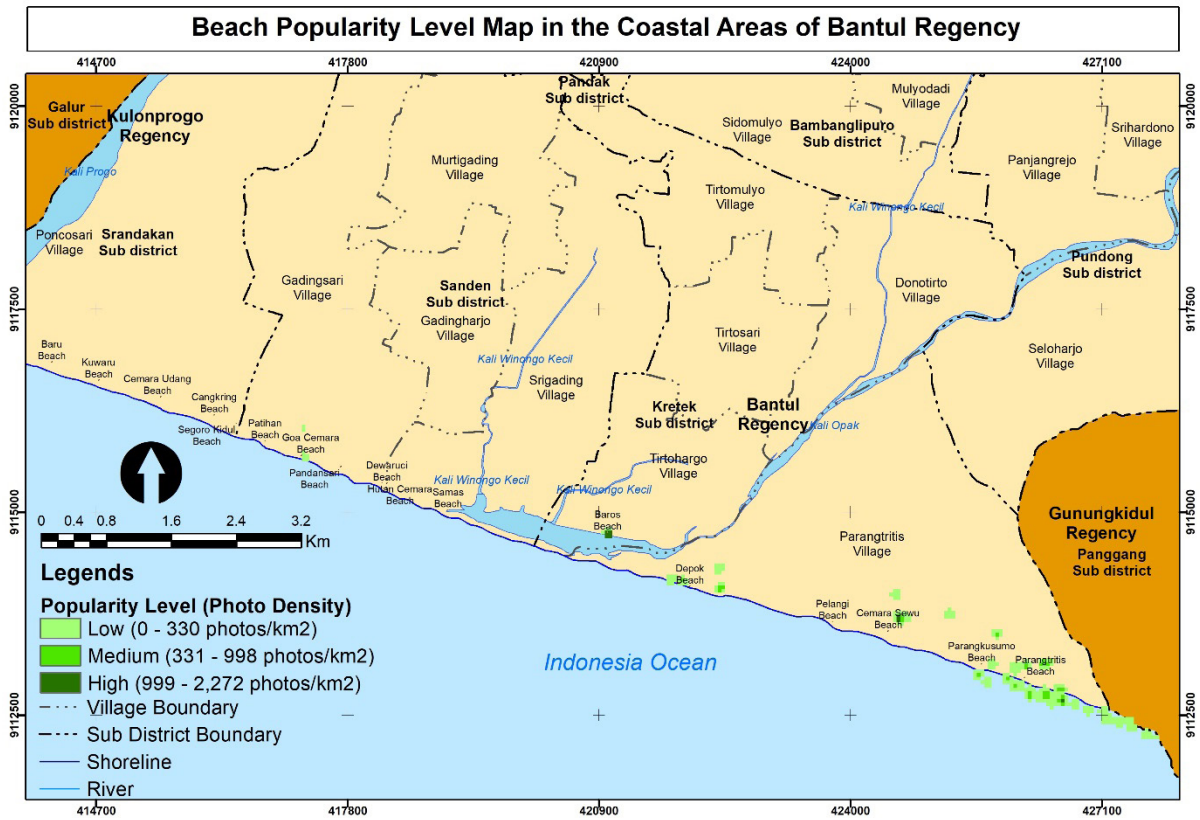 Beach Popularity Level Map in the Coastal Areas of Bantul Regency
414700
417800
420900
424000
427100
9120000
9117500
9115000
9112500
9120000
9117500
9115000
9112500
Galur
Sub district
Kulonprogo
Regency
Kali Progo
Poncosari
Village
Srandakan
Sub district
Pandak
Sub district
Mulyodadi
Village
Sidomulyo
Village
Bambanglipuro
Sub district
Srihardono
Village
Panjangrejo
Village
Murtigading
Village
Tirtomulyo
Village
Kali Winongo Kecil
Gadingsari
Village
Sanden
Sub district
Gadingharjo
Village
Donotirto
Village
Pundong
Sub district
Tirtosari
Village
Seloharjo
Village
Kali Winongo Kecil
Srigading
Village
Kretek
Sub district
Bantul
Regency
Kali Opak
Tirtohargo
Village
Kali Winongo Kecil
Kali Winongo Kecil
Baru
Beach
Kuwaru
Beach
Cemara Udang
Beach
Cangkring
Beach
Segoro Kidul
Beach
Patihan
Beach
Goa Cemara
Beach
Pandansari
Beach
Dewaruci
Beach
Hutan Cemara
Beach
Samas
Beach
Baros
Beach
Depok
Beach
Parangtritis
Village
Gunungkidul
Regency
Panggang
Sub district
Pelangi
Beach
Cemara Sewu
Beach
Parangkusumo
Beach
Parangtritis
Beach
Indonesia Ocean
0 0.4 0.8 1.6 2.4 3.2
Km
Legends
Popularity Level (Photo Density)
Low (0 - 330 photos/km2)
Medium (331 - 998 photos/km2)
High (999 - 2,272 photos/km2)
Village Boundary
Sub District Boundary
Shoreline
River
414700
417800
420900
424000
427100